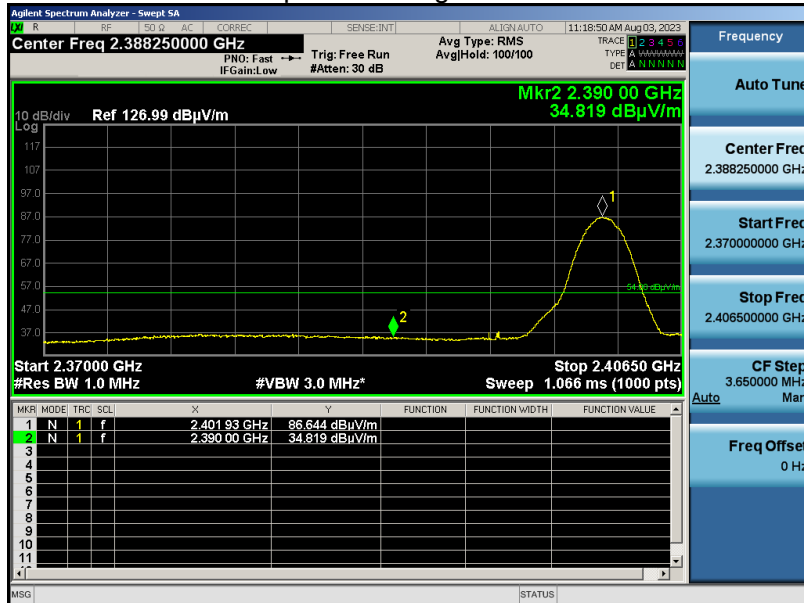 Agilent Spectrum Analyzer - Swept SA
LXI R RF 50 Ω AC CORREC SENSE:INT ALIGN AUTO 11:18:50 AM Aug 03, 2023
Center Freq 2.388250000 GHz
PNO: Fast
IFGain:Low
Trig: Free Run
#Atten: 30 dB
Avg Type: RMS
Avg|Hold: 100/100
TRACE 1 2 3 4 5 6
TYPE A WWWWW
DET A N N N N N
Mkr2 2.390 00 GHz
34.819 dBµV/m
10 dB/div Ref 126.99 dBµV/m
Log
117
107
97.0
87.0
77.0
67.0
57.0
47.0
37.0
1
2
54.00 dBµV/m
Start 2.37000 GHz Stop 2.40650 GHz
#Res BW 1.0 MHz #VBW 3.0 MHz* Sweep 1.066 ms (1000 pts)
MKR MODE TRC SCL X Y FUNCTION FUNCTION WIDTH FUNCTION VALUE
1 N 1 f 2.401 93 GHz 86.644 dBµV/m
2 N 1 f 2.390 00 GHz 34.819 dBµV/m
3
4
5
6
7
8
9
10
11
MSG STATUS
Frequency
Auto Tune
Center Freq
2.388250000 GHz
Start Freq
2.370000000 GHz
Stop Freq
2.406500000 GHz
CF Step
3.650000 MHz
Auto Man
Freq Offset
0 Hz